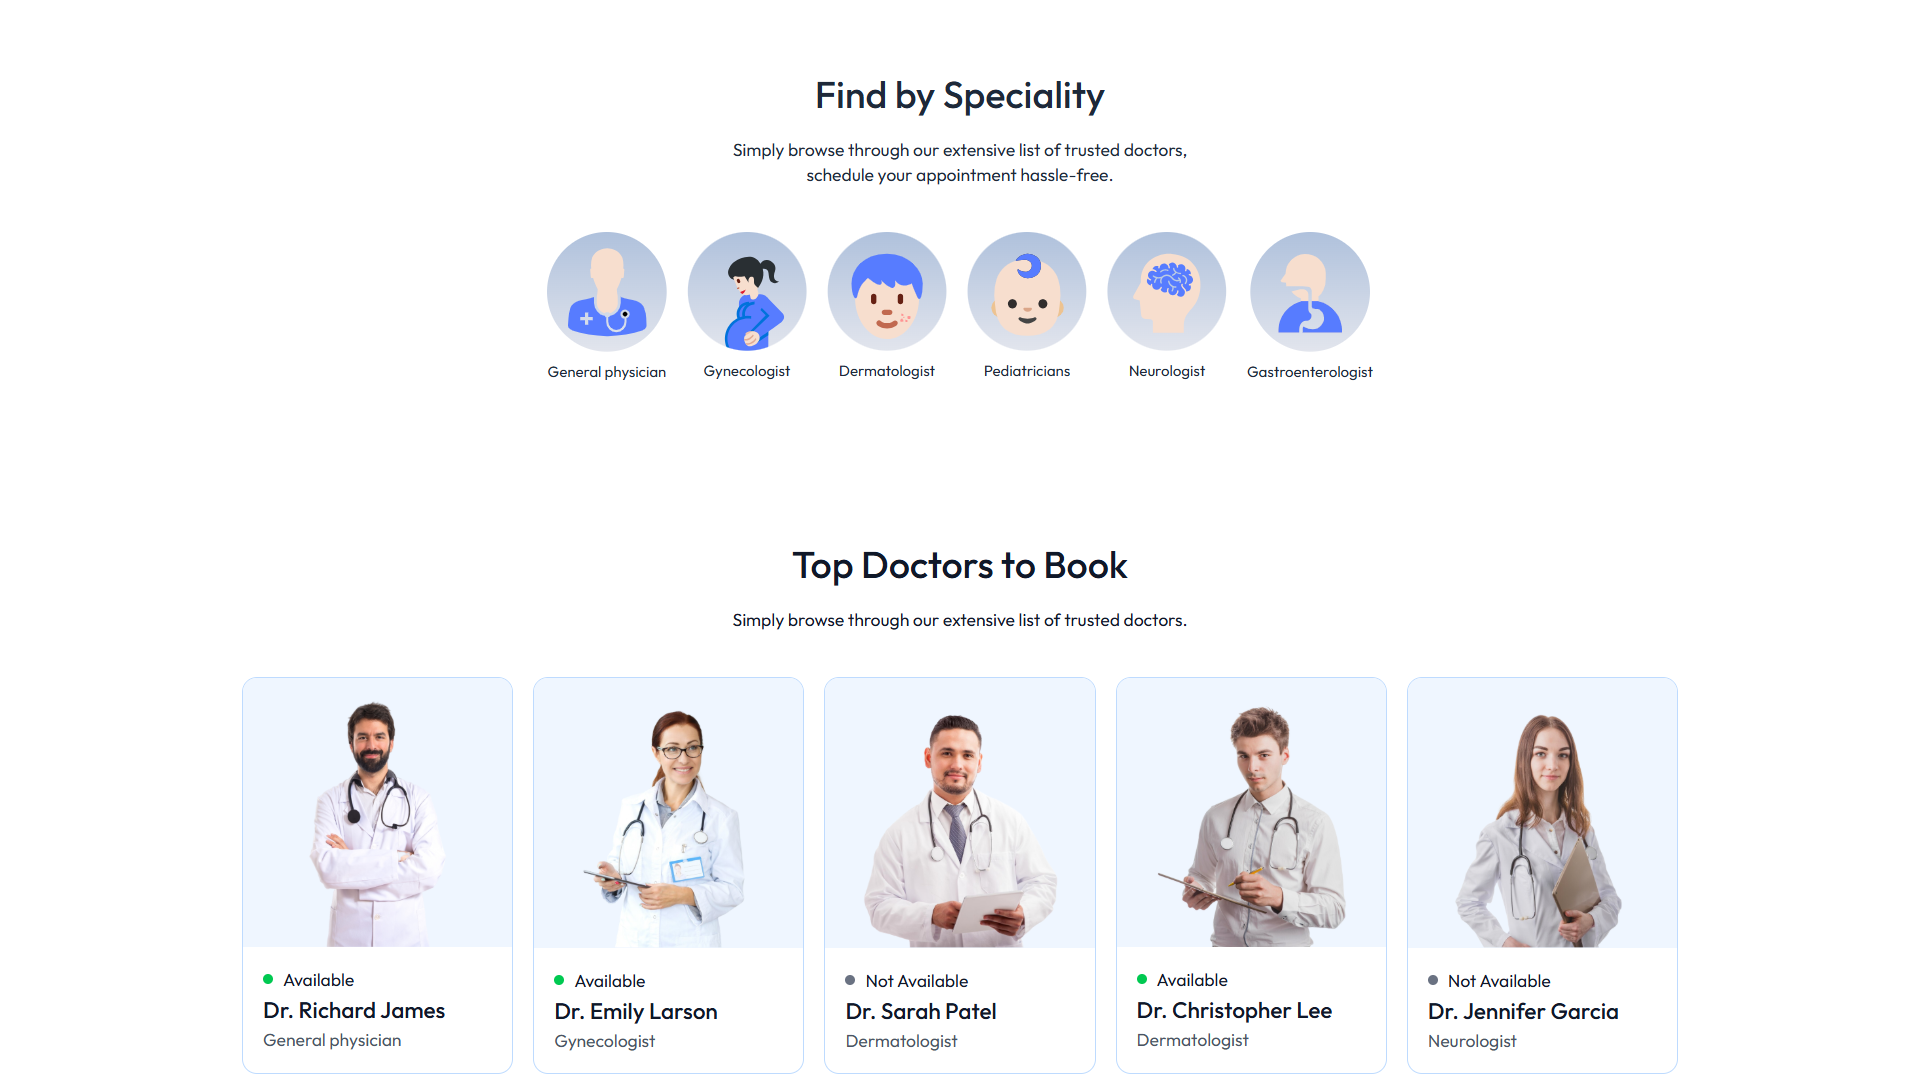 Find by Speciality
Simply browse through our extensive list of trusted doctors,
schedule your appointment hassle-free.
General physician
Gynecologist
Dermatologist
Pediatricians
Neurologist
Gastroenterologist
Top Doctors to Book
Simply browse through our extensive list of trusted doctors.
Available
Dr. Richard James
General physician
Available
Dr. Emily Larson
Gynecologist
Not Available
Dr. Sarah Patel
Dermatologist
Available
Dr. Christopher Lee
Dermatologist
Not Available
Dr. Jennifer Garcia
Neurologist